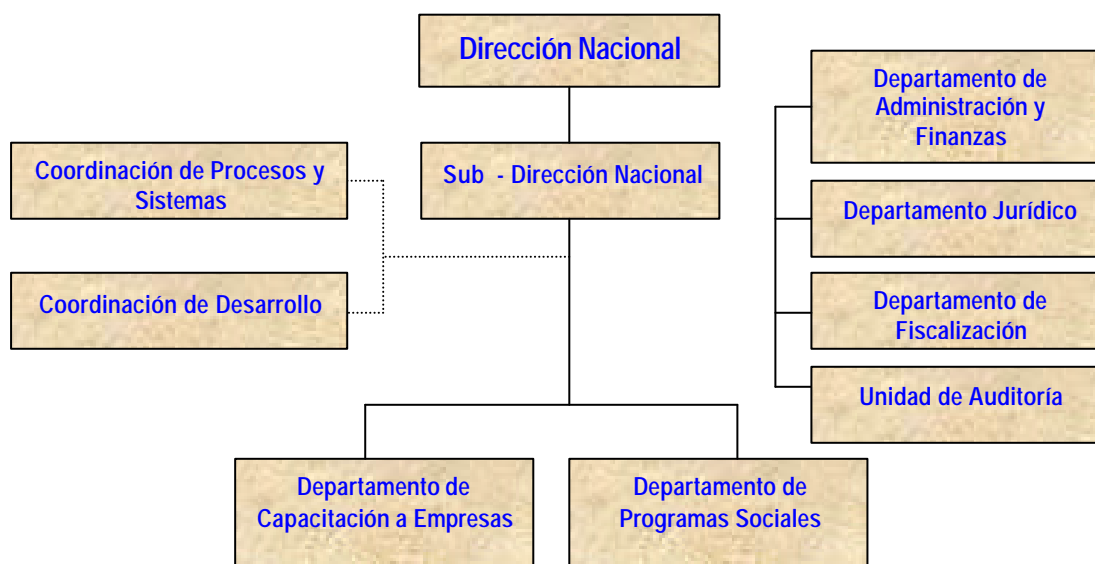 Dirección Nacional
Departamento de
Administración y
Finanzas
Coordinación de Procesos y
Sistemas
Sub - Dirección Nacional
Departamento Jurídico
Coordinación de Desarrollo
Departamento de
Fiscalización
Unidad de Auditoría
Departamento de
Capacitación a Empresas
Departamento de
Programas Sociales